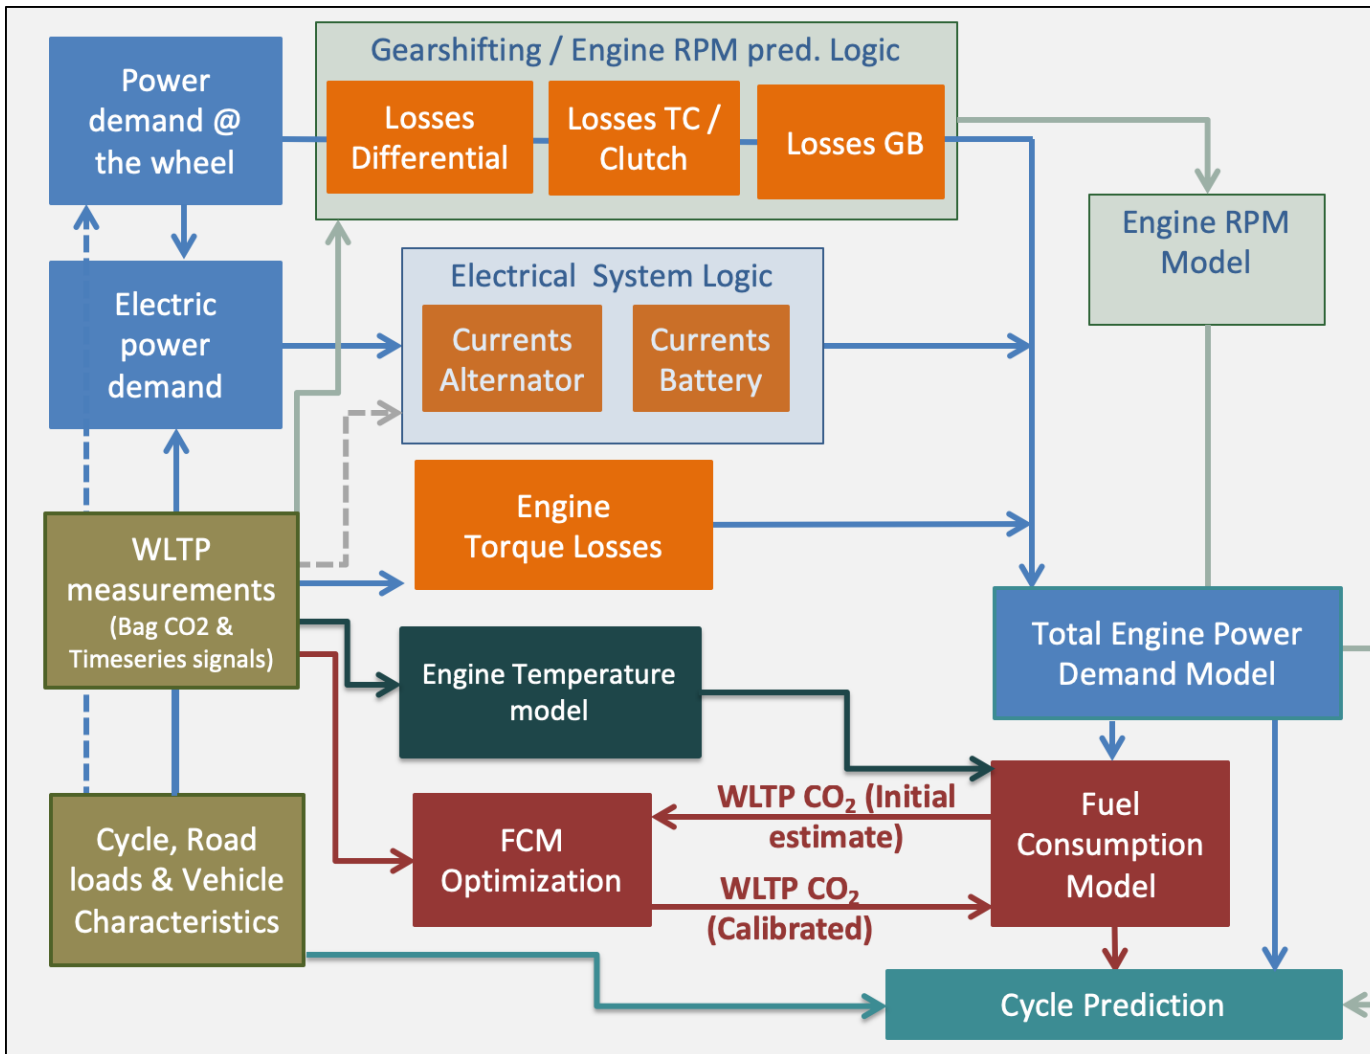 Power
demand @
the wheel
Gearshifting / Engine RPM pred. Logic
Losses
Differential
Losses TC /
Clutch
Losses GB
Engine RPM
Model
Electric
power
demand
Electrical System Logic
Currents
Alternator
Currents
Battery
Engine
Torque Losses
WLTP
measurements
(Bag CO2 &
Timeseries signals)
Engine Temperature
model
Total Engine Power
Demand Model
Cycle, Road
loads & Vehicle
Characteristics
FCM
Optimization
WLTP CO₂ (Initial
estimate)
WLTP CO₂
(Calibrated)
Fuel
Consumption
Model
Cycle Prediction